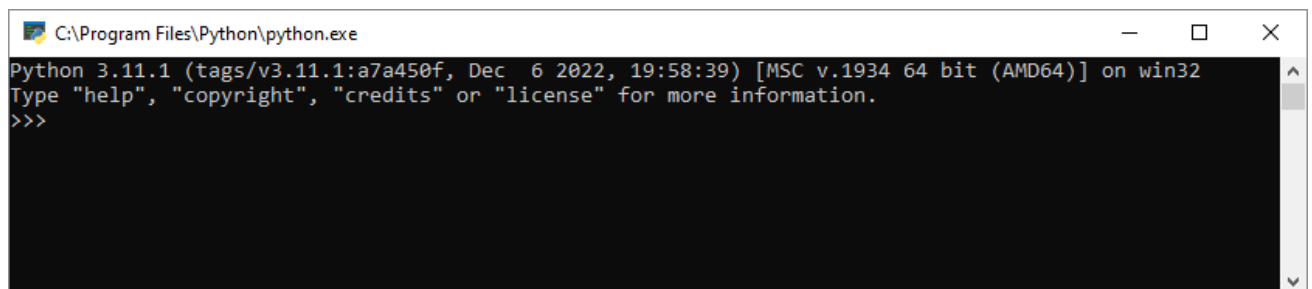 C:\Program Files\Python\python.exe
Python 3.11.1 (tags/v3.11.1:a7a450f, Dec  6 2022, 19:58:39) [MSC v.1934 64 bit (AMD64)] on win32
Type "help", "copyright", "credits" or "license" for more information.
>>>